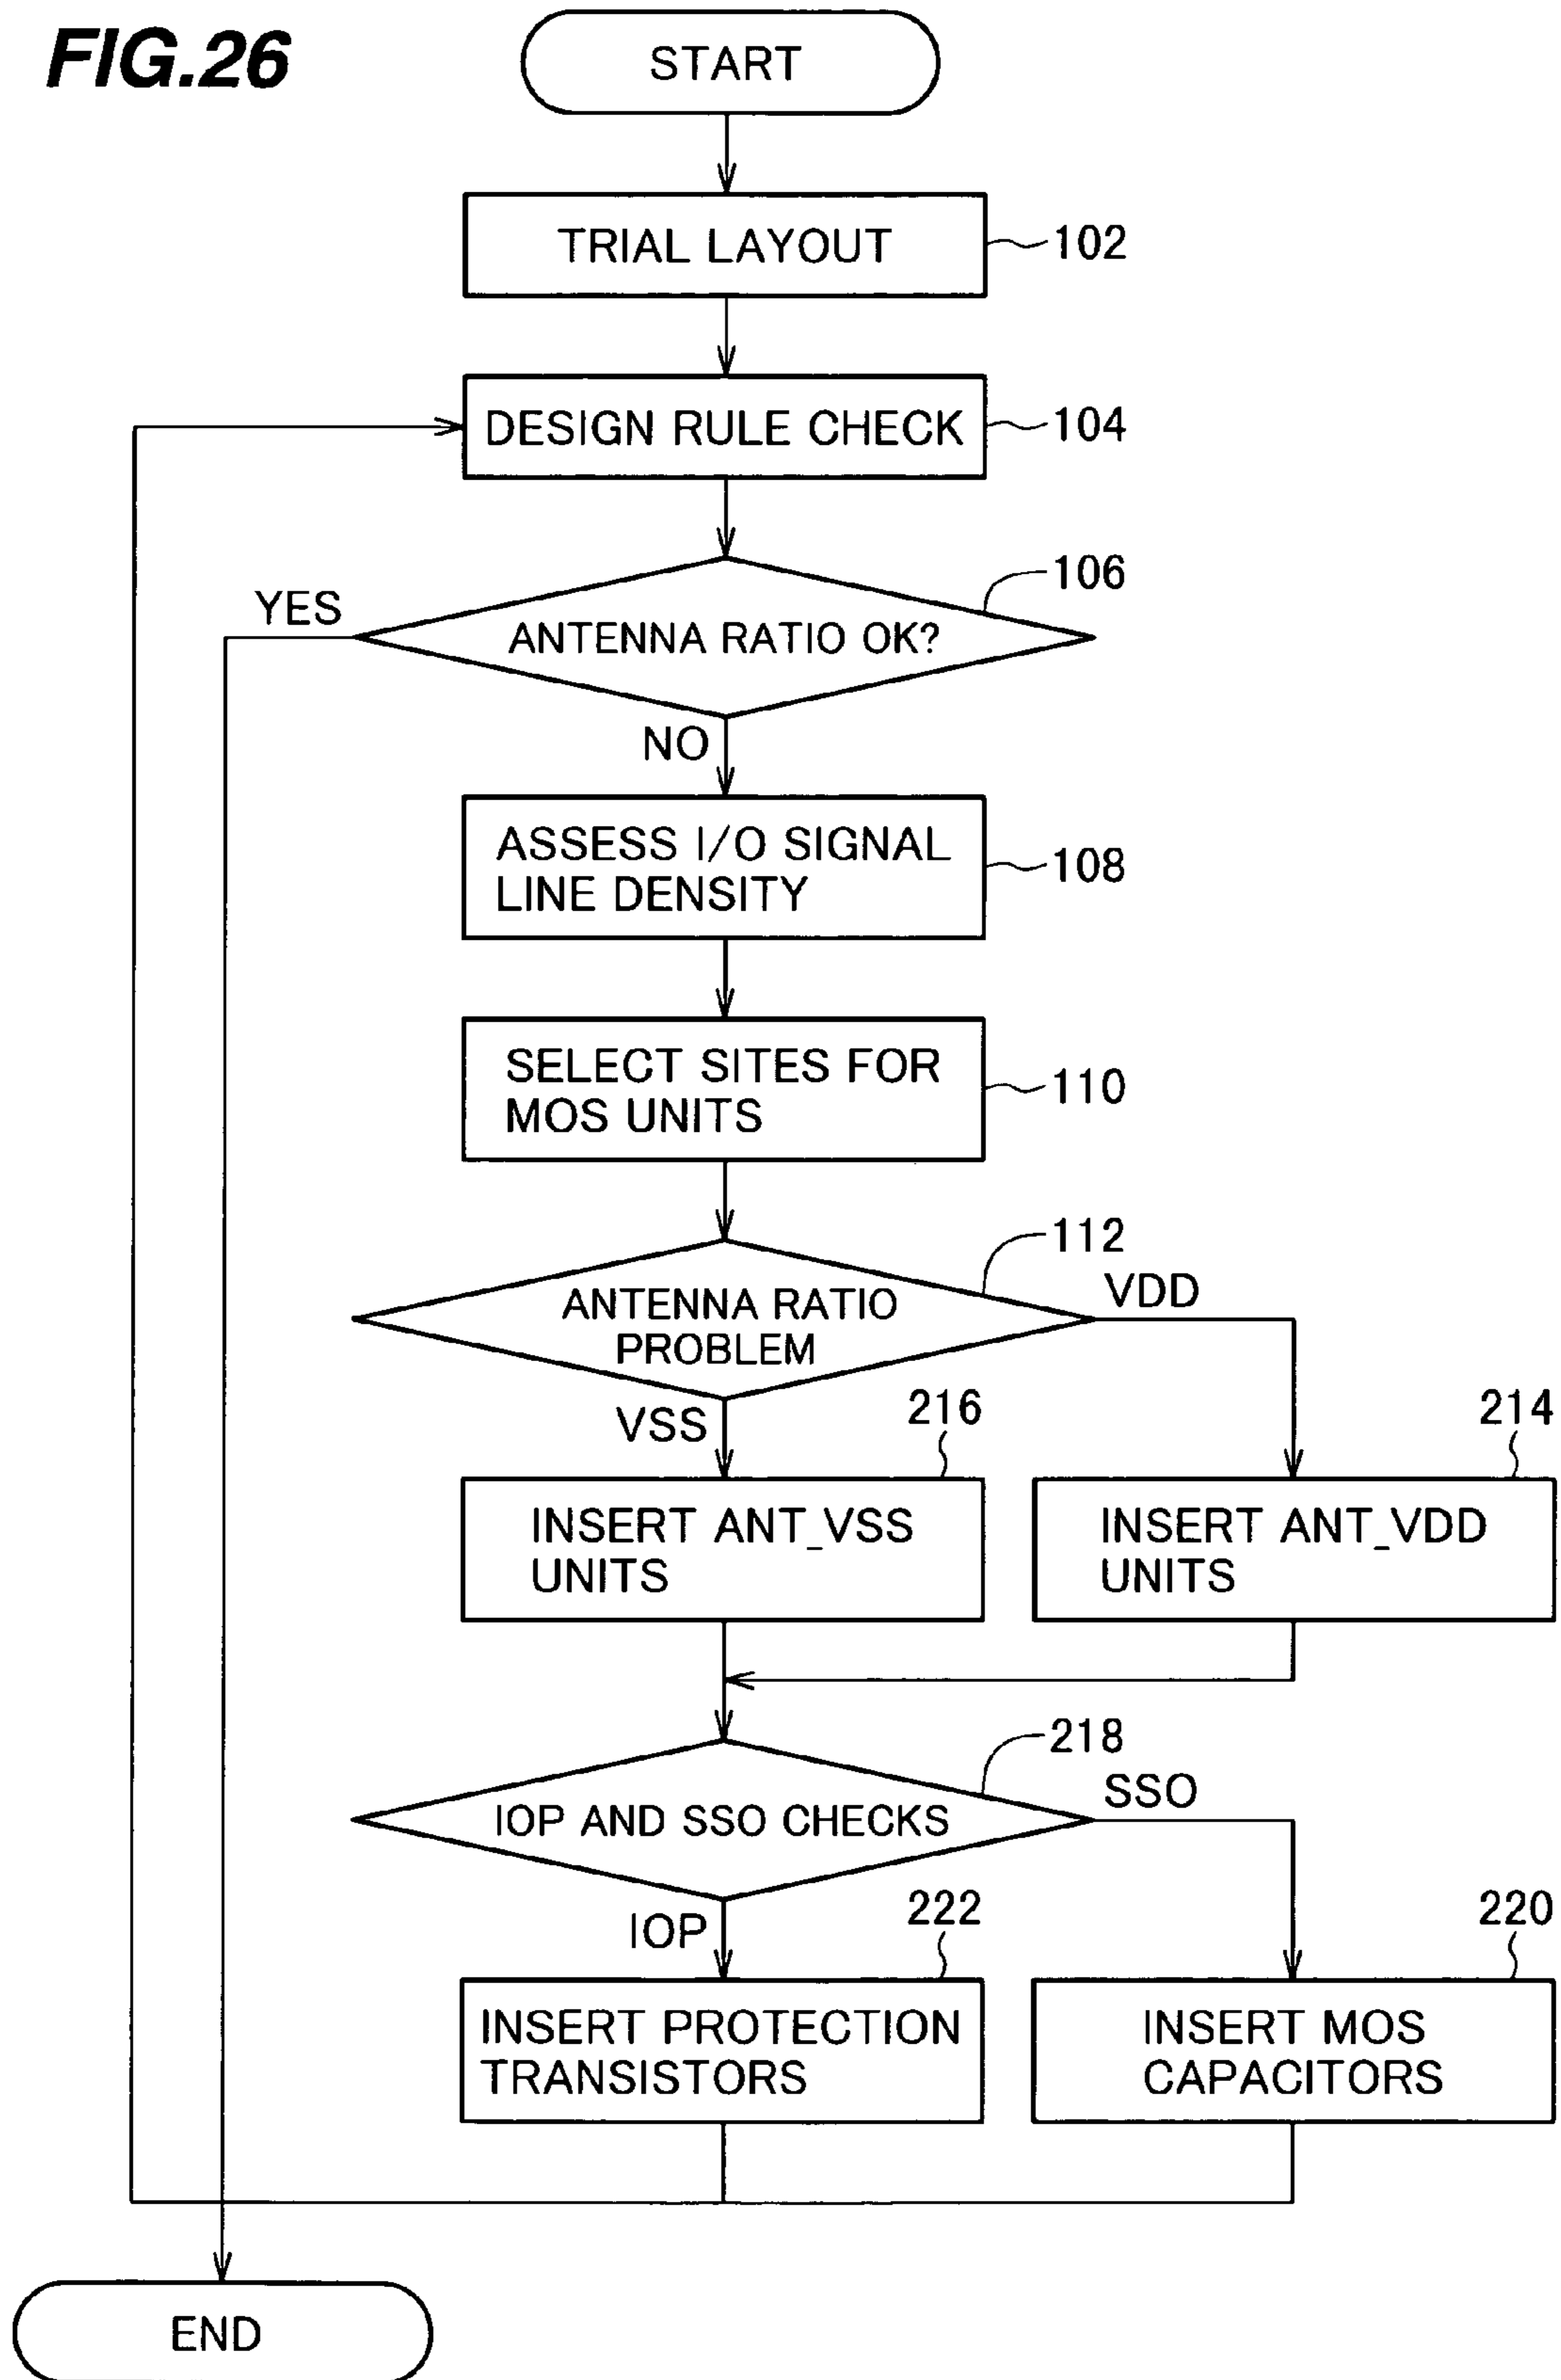 FIG.26
START
TRIAL LAYOUT
102
DESIGN RULE CHECK
104
106
YES
ANTENNA RATIO OK?
NO
ASSESS I/O SIGNAL
LINE DENSITY
108
SELECT SITES FOR
MOS UNITS
110
112
VDD
ANTENNA RATIO
PROBLEM
VSS
216
214
INSERT ANT_VSS
UNITS
INSERT ANT_VDD
UNITS
218
SSO
IOP AND SSO CHECKS
IOP
222
220
INSERT PROTECTION
TRANSISTORS
INSERT MOS
CAPACITORS
END